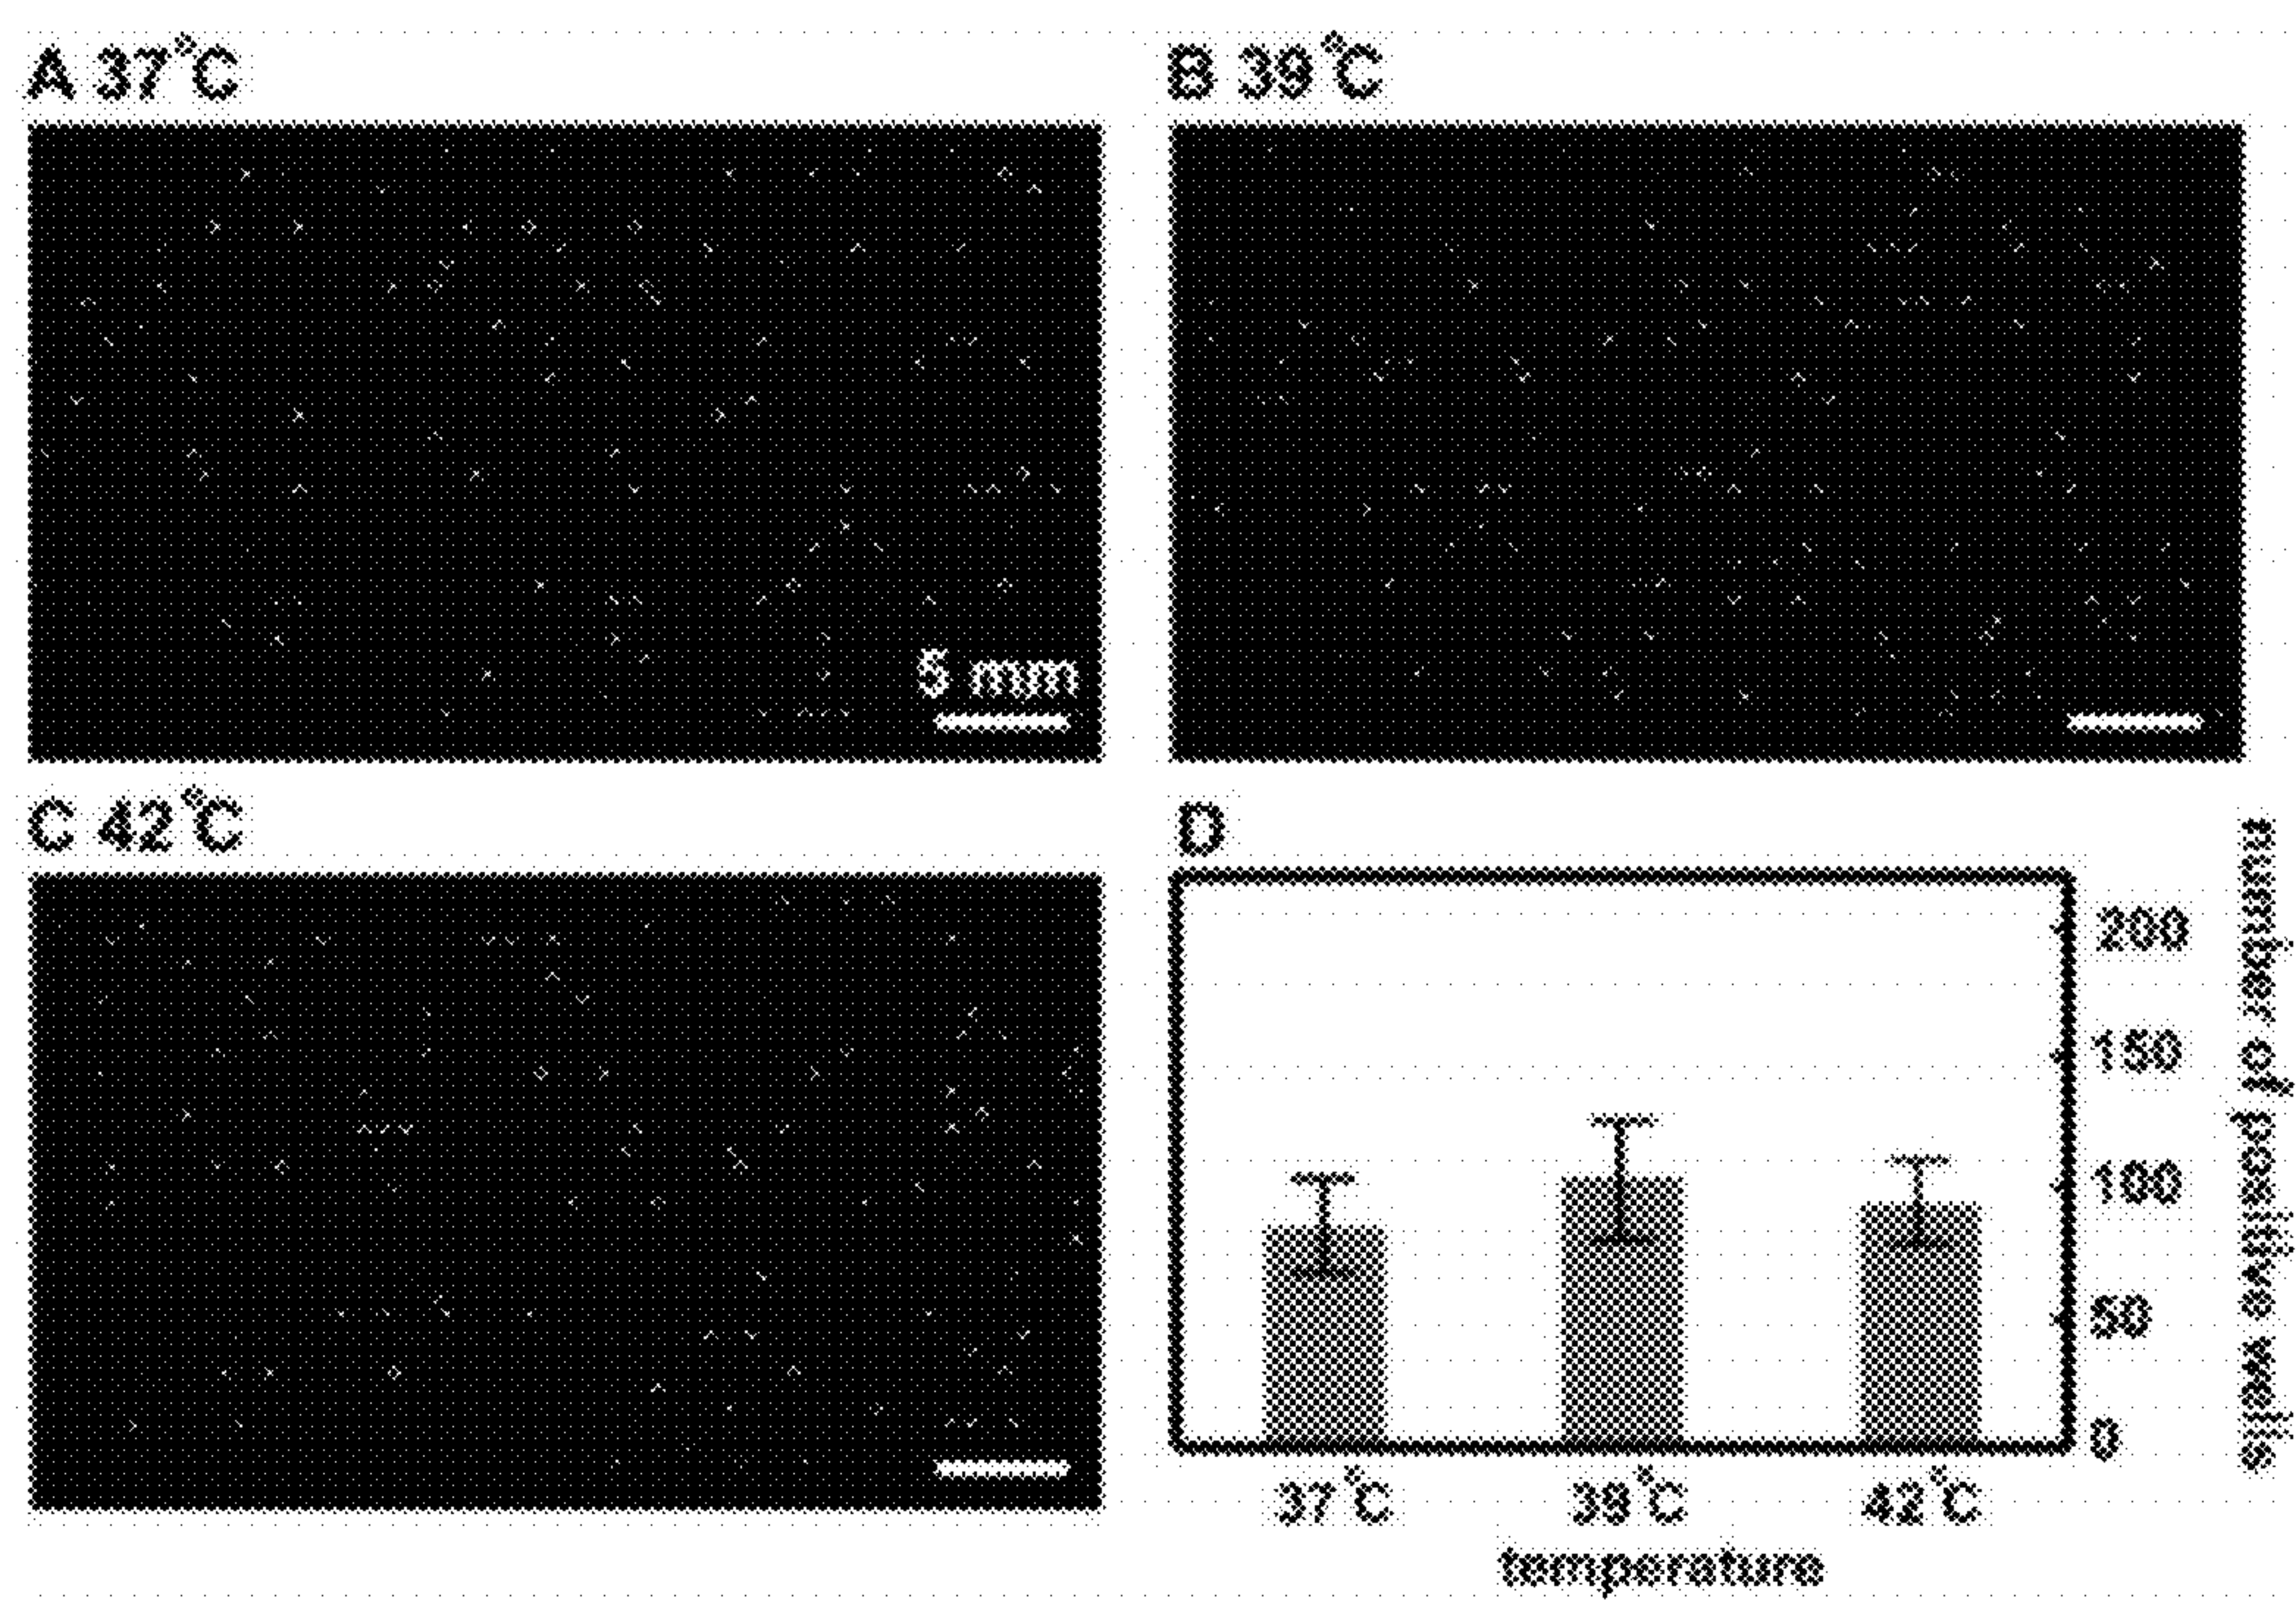 A 37°C
B 39°C
5 mm
C 42°C
D
200
150
100
50
0
number of positive wells
37°C
39°C
42°C
temperature